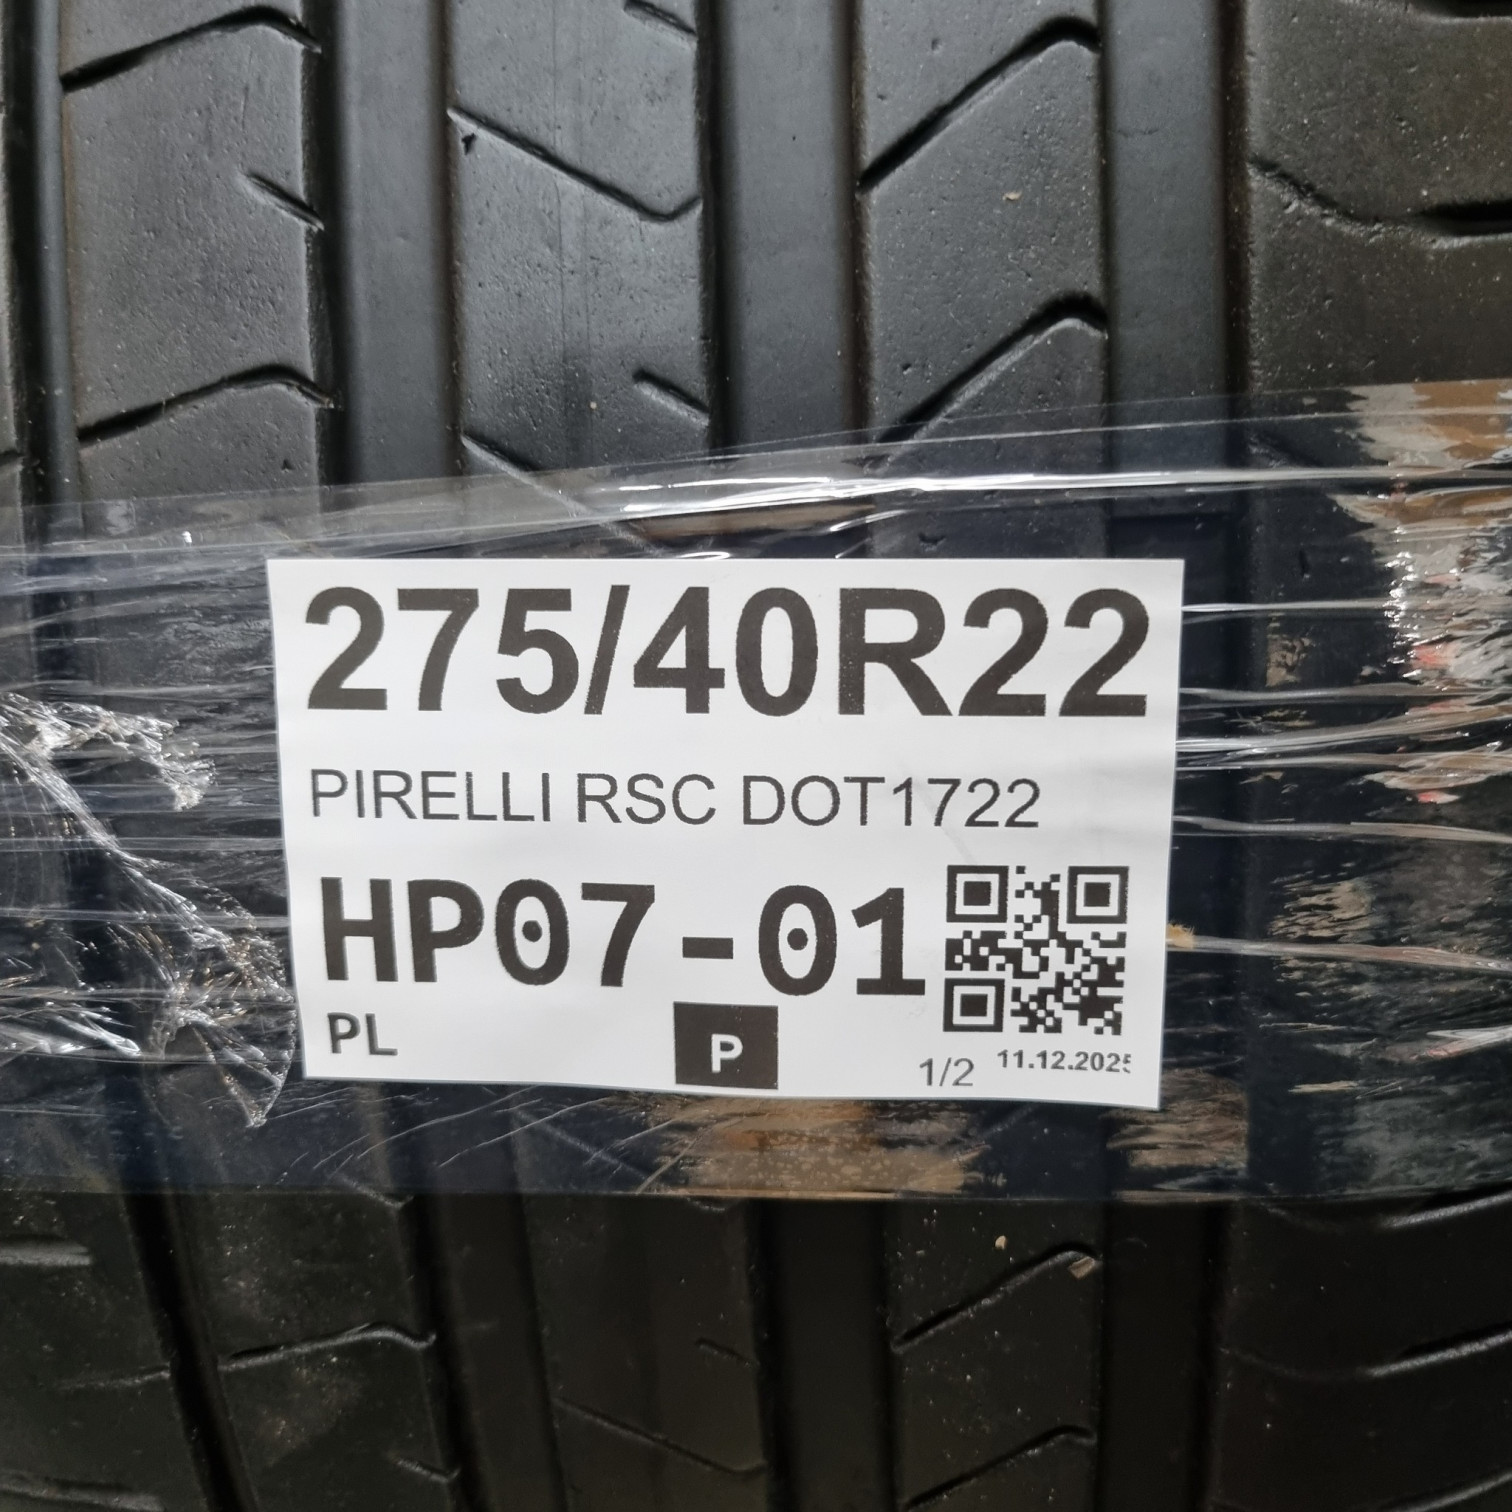 275/40R22
PIRELLI RSC DOT1722
HP07-01
PL
P
1/2
11.12.2025